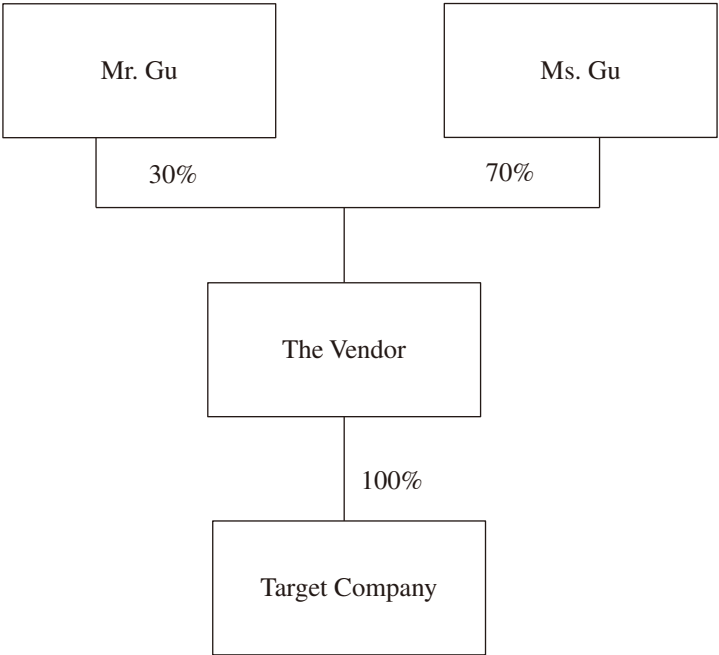 Mr. Gu
Ms. Gu
30%
70%
The Vendor
100%
Target Company